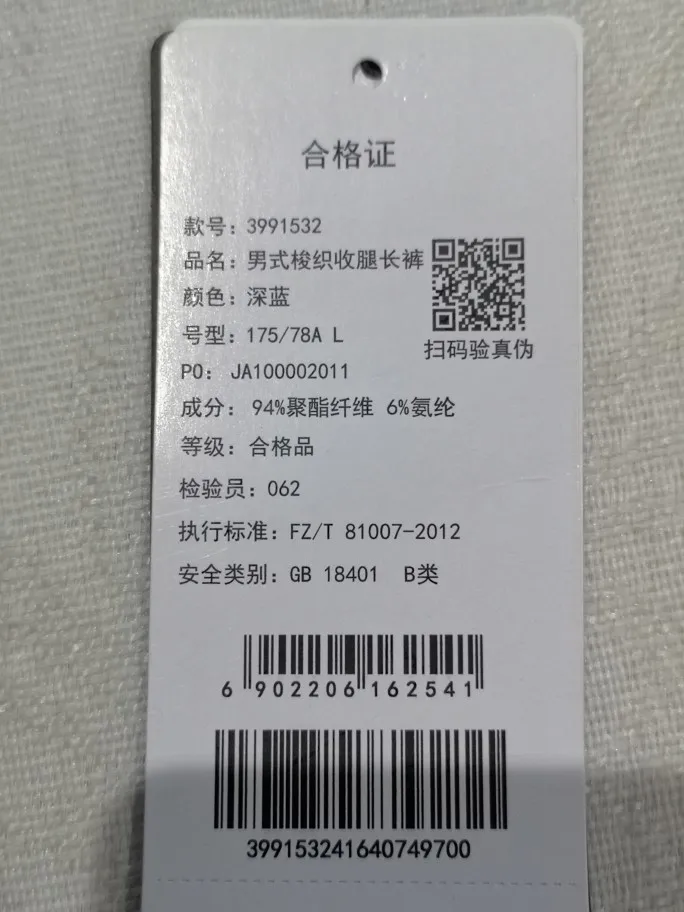 合格证
款号：3991532
品名：男式梭织收腿长裤
颜色：深蓝
号型：175/78A L
扫码验真伪
PO： JA100002011
成分： 94%聚酯纤维 6%氨纶
等级：合格品
检验员：062
执行标准：FZ/T 81007-2012
安全类别：GB 18401 B类
6 902206 162541
399153241640749700